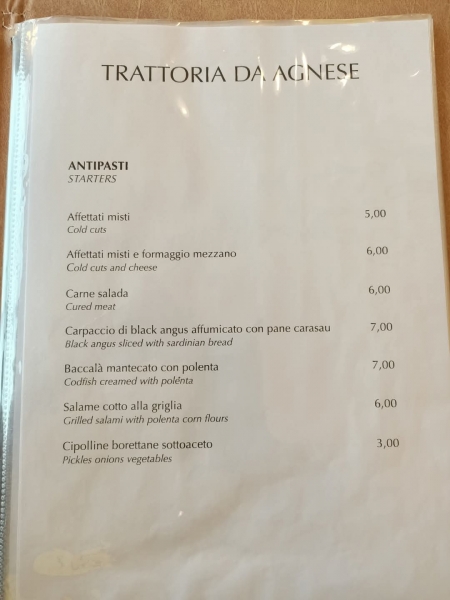 TRATTORIA DA AGNESE
ANTIPASTI
STARTERS
Affettati misti 5,00
Cold cuts
Affettati misti e formaggio mezzano 6,00
Cold cuts and cheese
Carne salada 6,00
Cured meat
Carpaccio di black angus affumicato con pane carasau 7,00
Black angus sliced with sardinian bread
Baccalà mantecato con polenta 7,00
Codfish creamed with polénta
Salame cotto alla griglia 6,00
Grilled salami with polenta corn flours
Cipolline borettane sottoaceto 3,00
Pickles onions vegetables